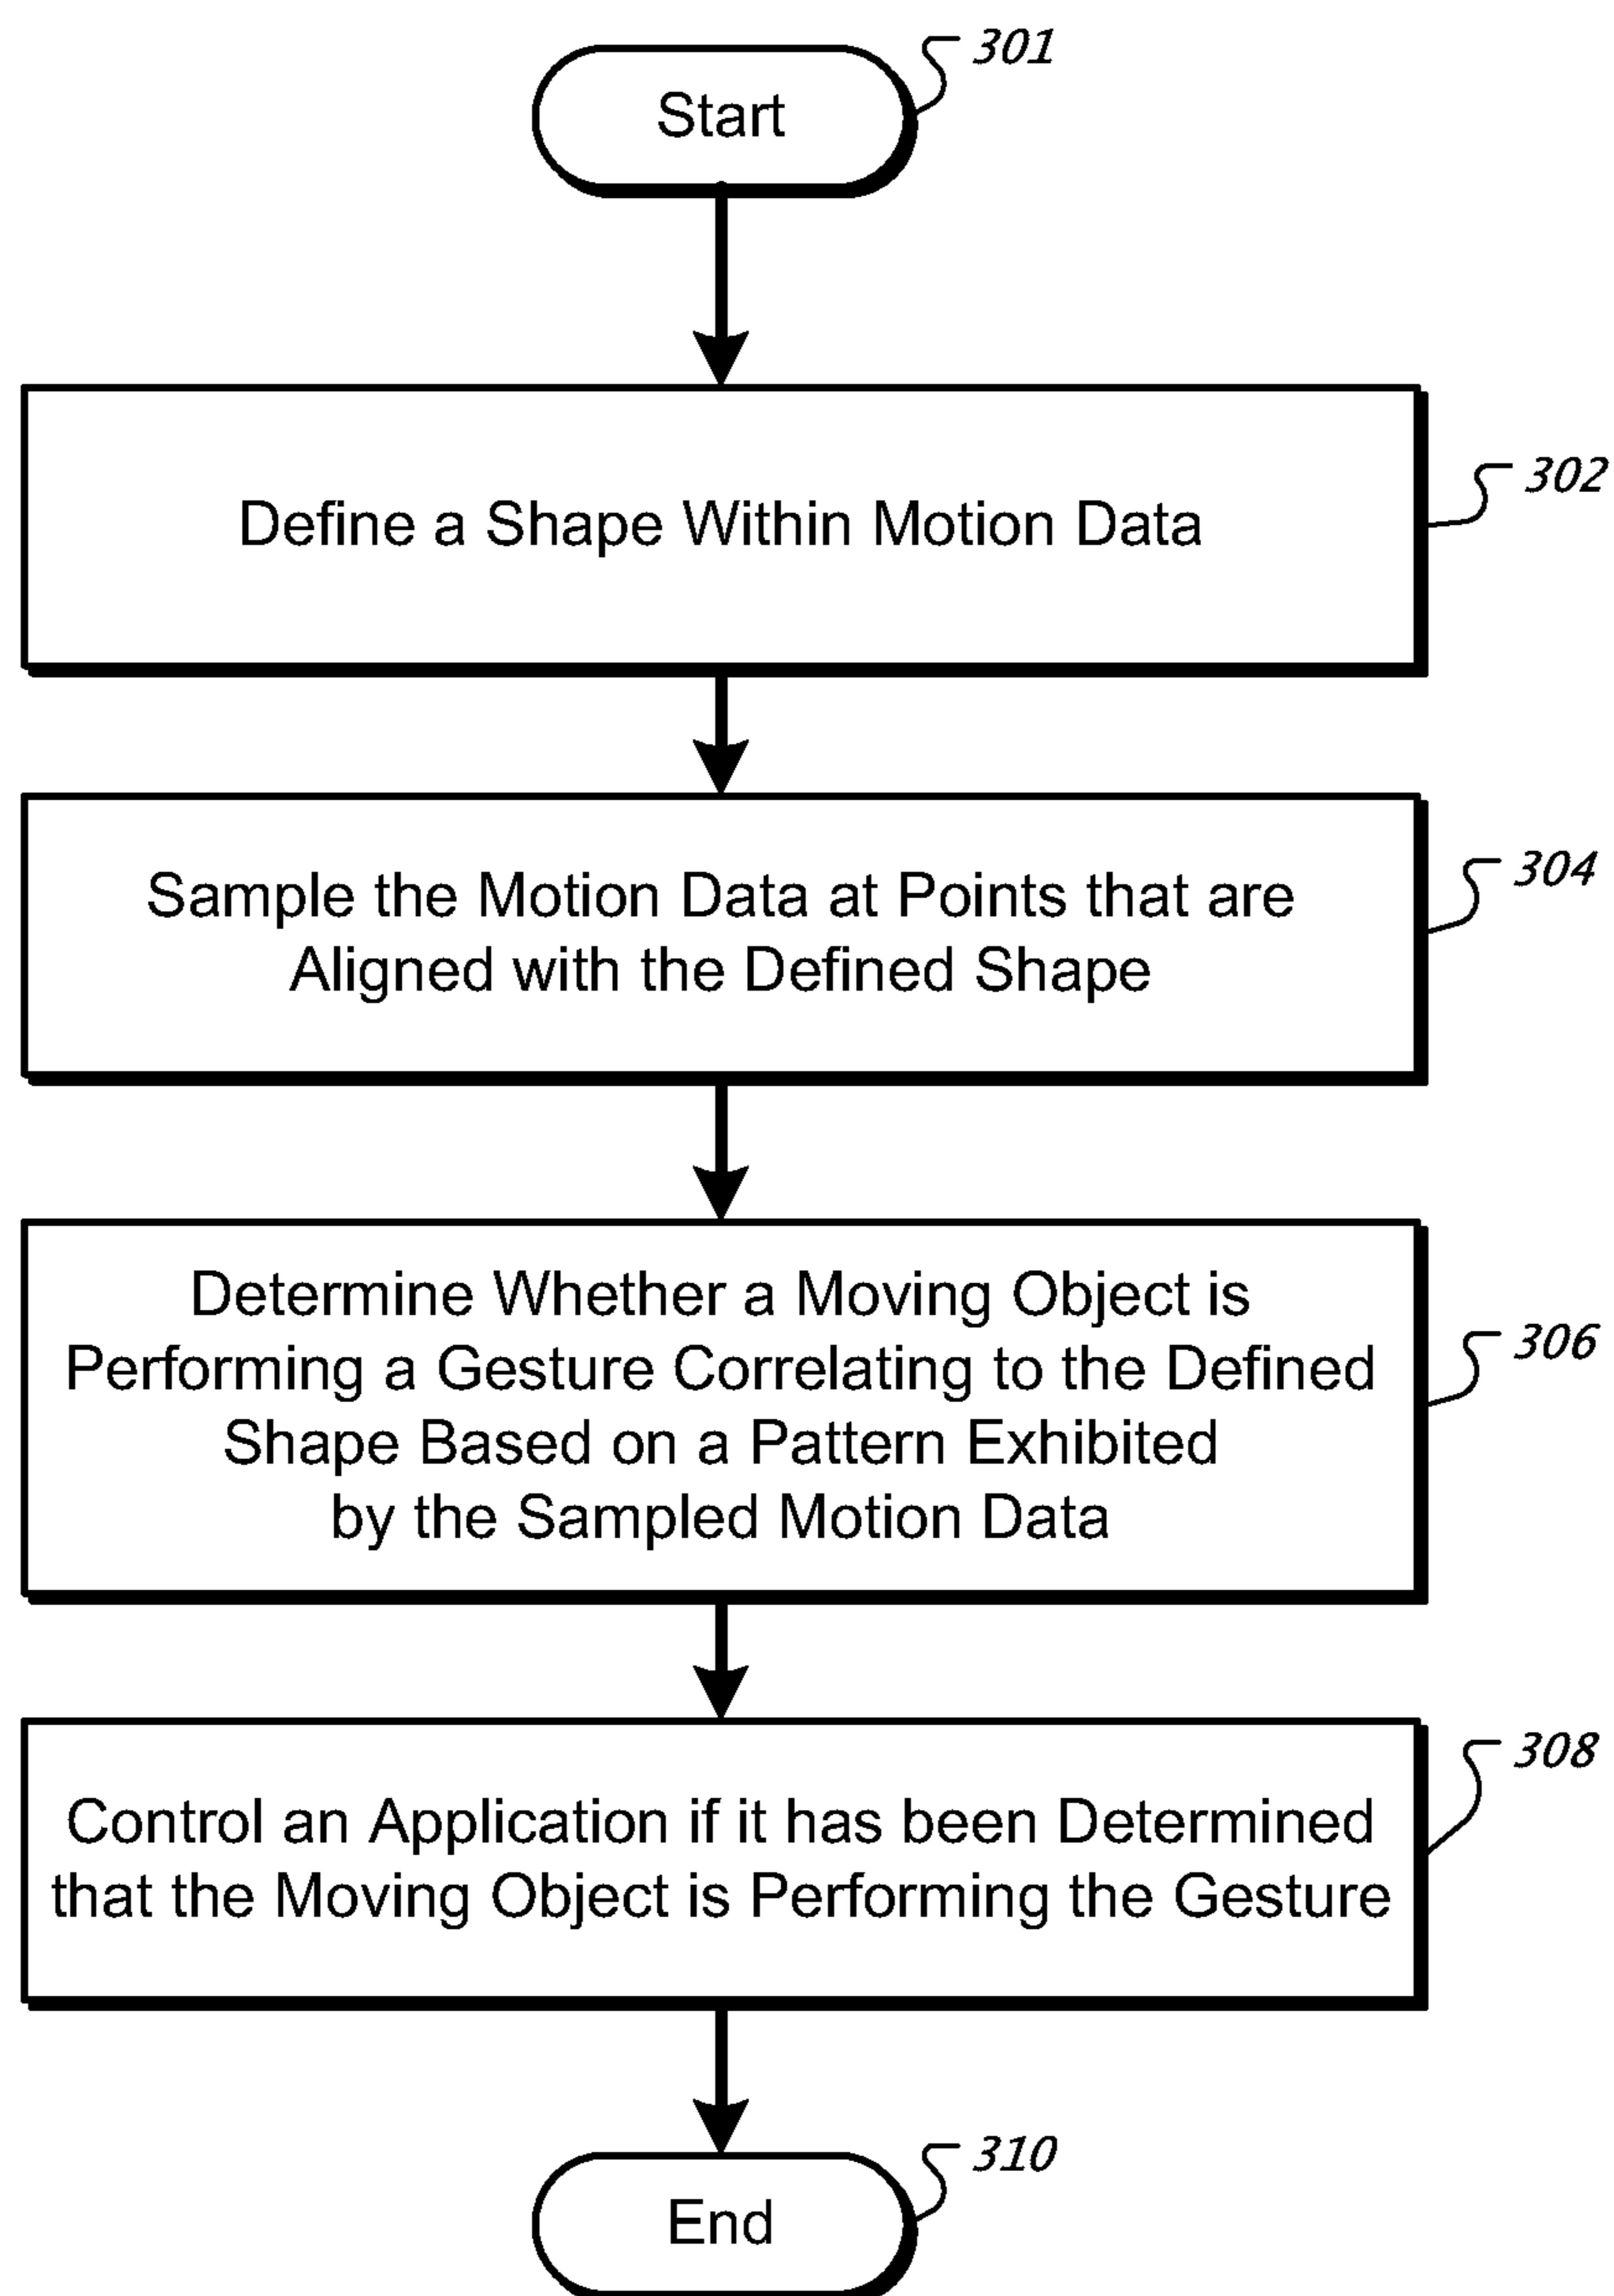 301
Start
302
Define a Shape Within Motion Data
304
Sample the Motion Data at Points that are
Aligned with the Defined Shape
306
Determine Whether a Moving Object is
Performing a Gesture Correlating to the Defined
Shape Based on a Pattern Exhibited
by the Sampled Motion Data
308
Control an Application if it has been Determined
that the Moving Object is Performing the Gesture
310
End